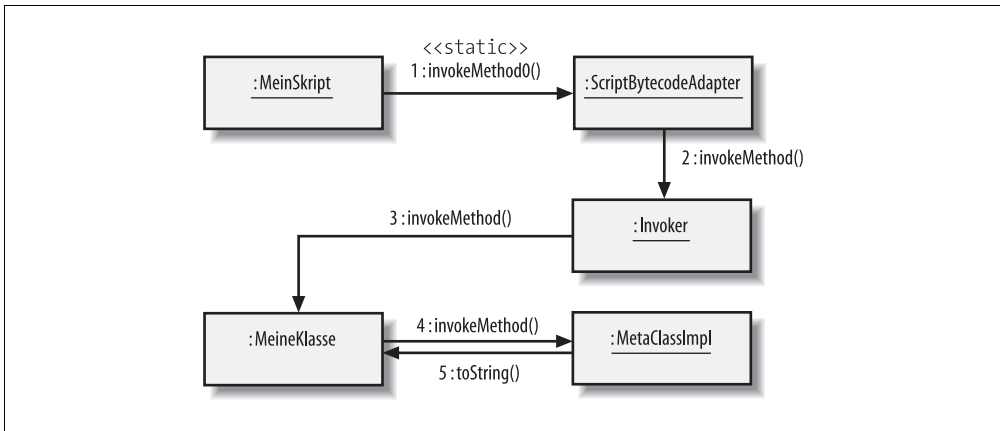 <<static>>
1 : invokeMethod0()
: MeinSkript
: ScriptBytecodeAdapter
2 : invokeMethod()
3 : invokeMethod()
: Invoker
: MeineKlasse
4 : invokeMethod()
: MetaClassImpl
5 : toString()